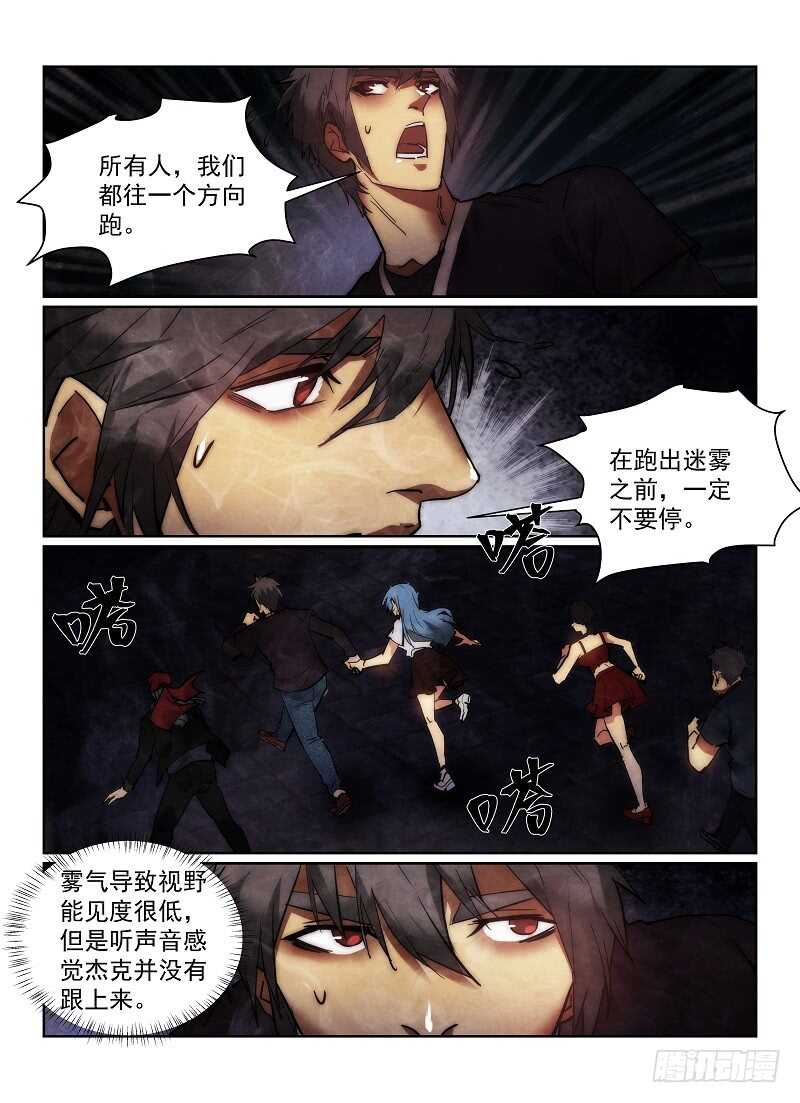 所有人，我们
都往一个方向
跑。
在跑出迷雾
之前，一定
不要停。
嗒
嗒
嗒
雾气导致视野
能见度很低，
但是听声音感
觉杰克并没有
跟上来。
腾讯动漫